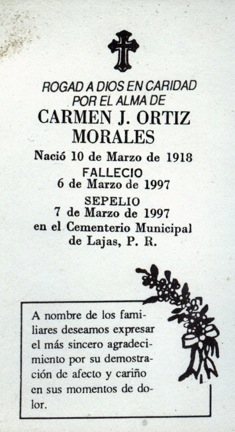 ROGAD A DIOS EN CARIDAD
POR EL ALMA DE
CARMEN J. ORTIZ
MORALES
Nació 10 de Marzo de 1918
FALLECIO
6 de Marzo de 1997
SEPELIO
7 de Marzo de 1997
en el Cementerio Municipal
de Lajas, P. R.
A nombre de los fami-
liares deseamos expresar
el más sincero agradeci-
miento por su demostra-
ción de afecto y cariño
en sus momentos de do-
lor.